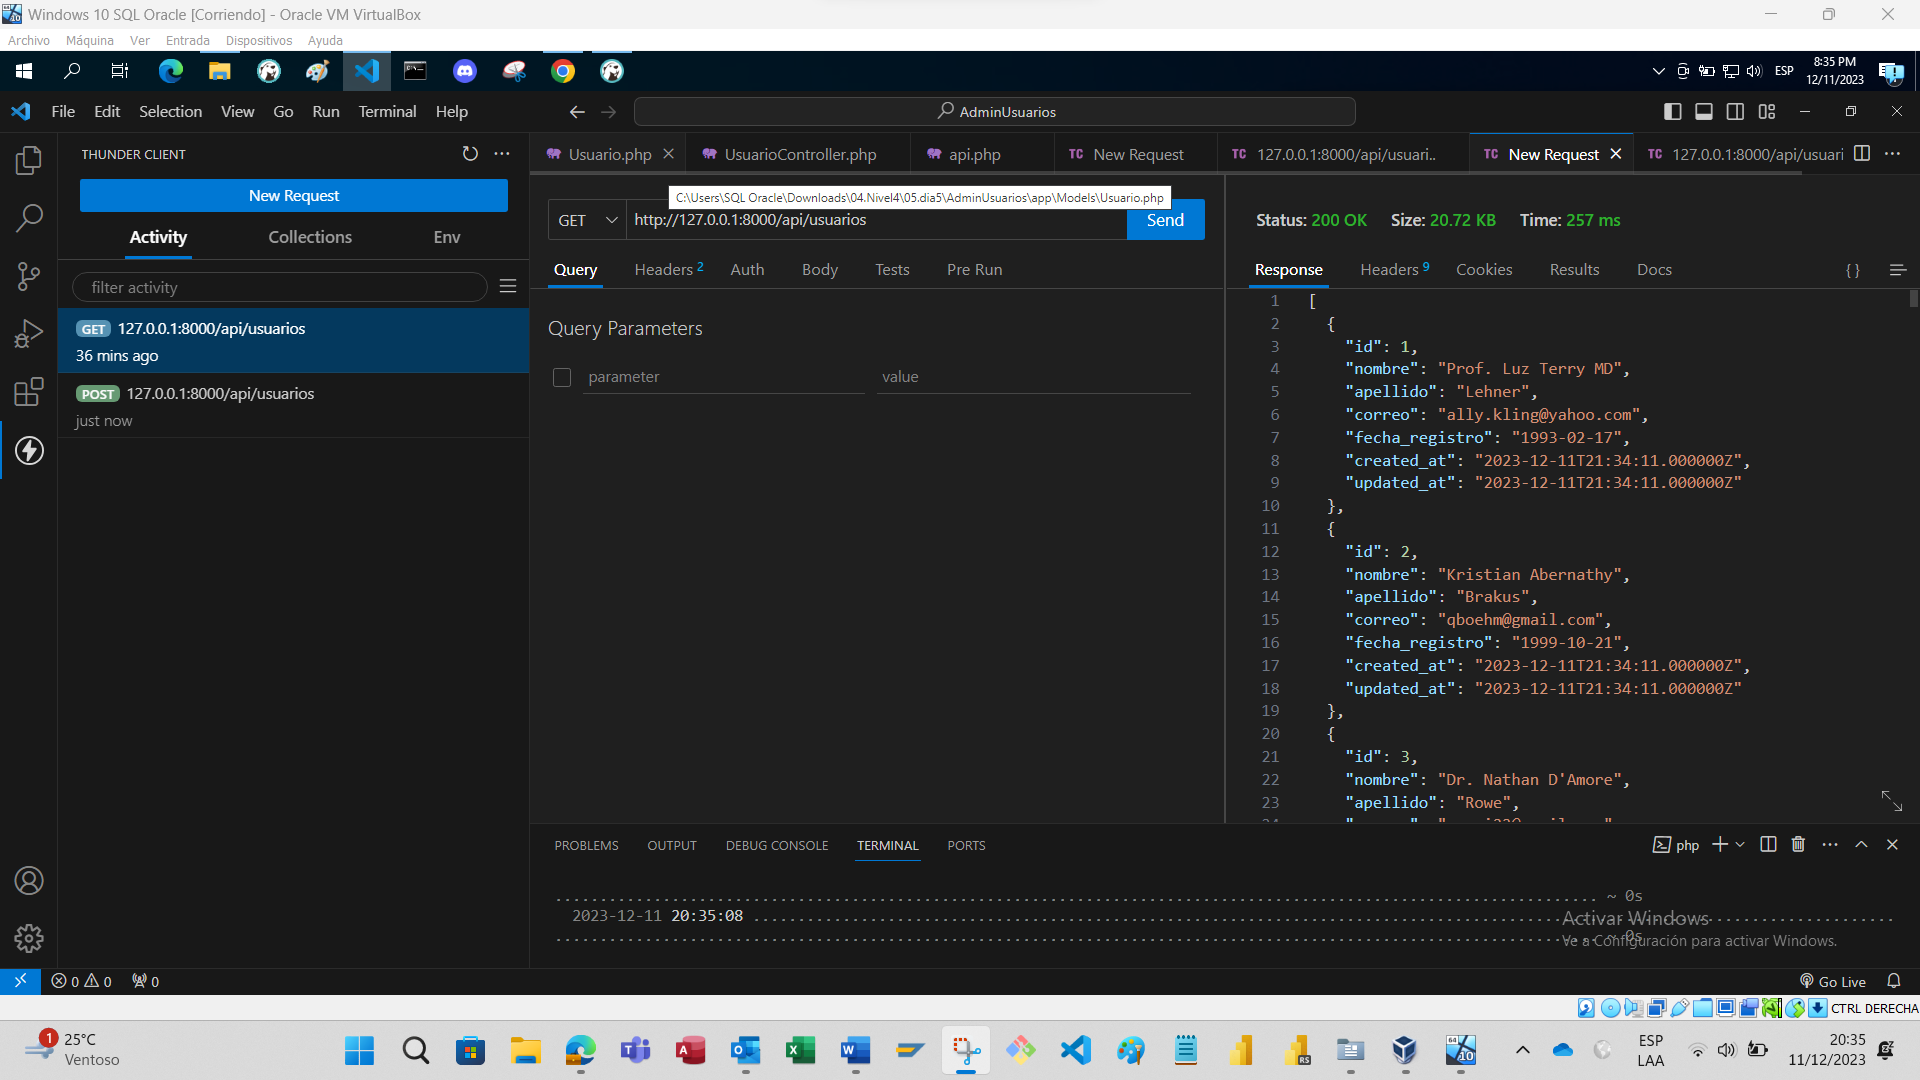 Windows 10 SQL Oracle [Corriendo] - Oracle VM VirtualBox
Archivo Máquina Ver Entrada Dispositivos Ayuda
ESP
8:35 PM
12/11/2023
File Edit Selection View Go Run Terminal Help
AdminUsuarios
THUNDER CLIENT
New Request
Activity Collections Env
filter activity
GET 127.0.0.1:8000/api/usuarios
36 mins ago
POST 127.0.0.1:8000/api/usuarios
just now
Usuario.php
UsuarioController.php
api.php
TC New Request
TC 127.0.0.1:8000/api/usuari..
TC New Request
TC 127.0.0.1:8000/api/usuari
C:\Users\SQL Oracle\Downloads\04.Nivel4\05.dia5\AdminUsuarios\app\Models\Usuario.php
GET http://127.0.0.1:8000/api/usuarios Send
Query Headers 2 Auth Body Tests Pre Run
Query Parameters
parameter value
Status: 200 OK Size: 20.72 KB Time: 257 ms
Response Headers 9 Cookies Results Docs { }
1 [
2 {
3 "id": 1,
4 "nombre": "Prof. Luz Terry MD",
5 "apellido": "Lehner",
6 "correo": "ally.kling@yahoo.com",
7 "fecha_registro": "1993-02-17",
8 "created_at": "2023-12-11T21:34:11.000000Z",
9 "updated_at": "2023-12-11T21:34:11.000000Z"
10 },
11 {
12 "id": 2,
13 "nombre": "Kristian Abernathy",
14 "apellido": "Brakus",
15 "correo": "qboehm@gmail.com",
16 "fecha_registro": "1999-10-21",
17 "created_at": "2023-12-11T21:34:11.000000Z",
18 "updated_at": "2023-12-11T21:34:11.000000Z"
19 },
20 {
21 "id": 3,
22 "nombre": "Dr. Nathan D'Amore",
23 "apellido": "Rowe",
PROBLEMS OUTPUT DEBUG CONSOLE TERMINAL PORTS
php
~ 0s
2023-12-11 20:35:08
~ 0s
Activar Windows
Ve a Configuración para activar Windows.
0 0 0
Go Live
CTRL DERECHA
1
25°C
Ventoso
ESP
LAA
20:35
11/12/2023